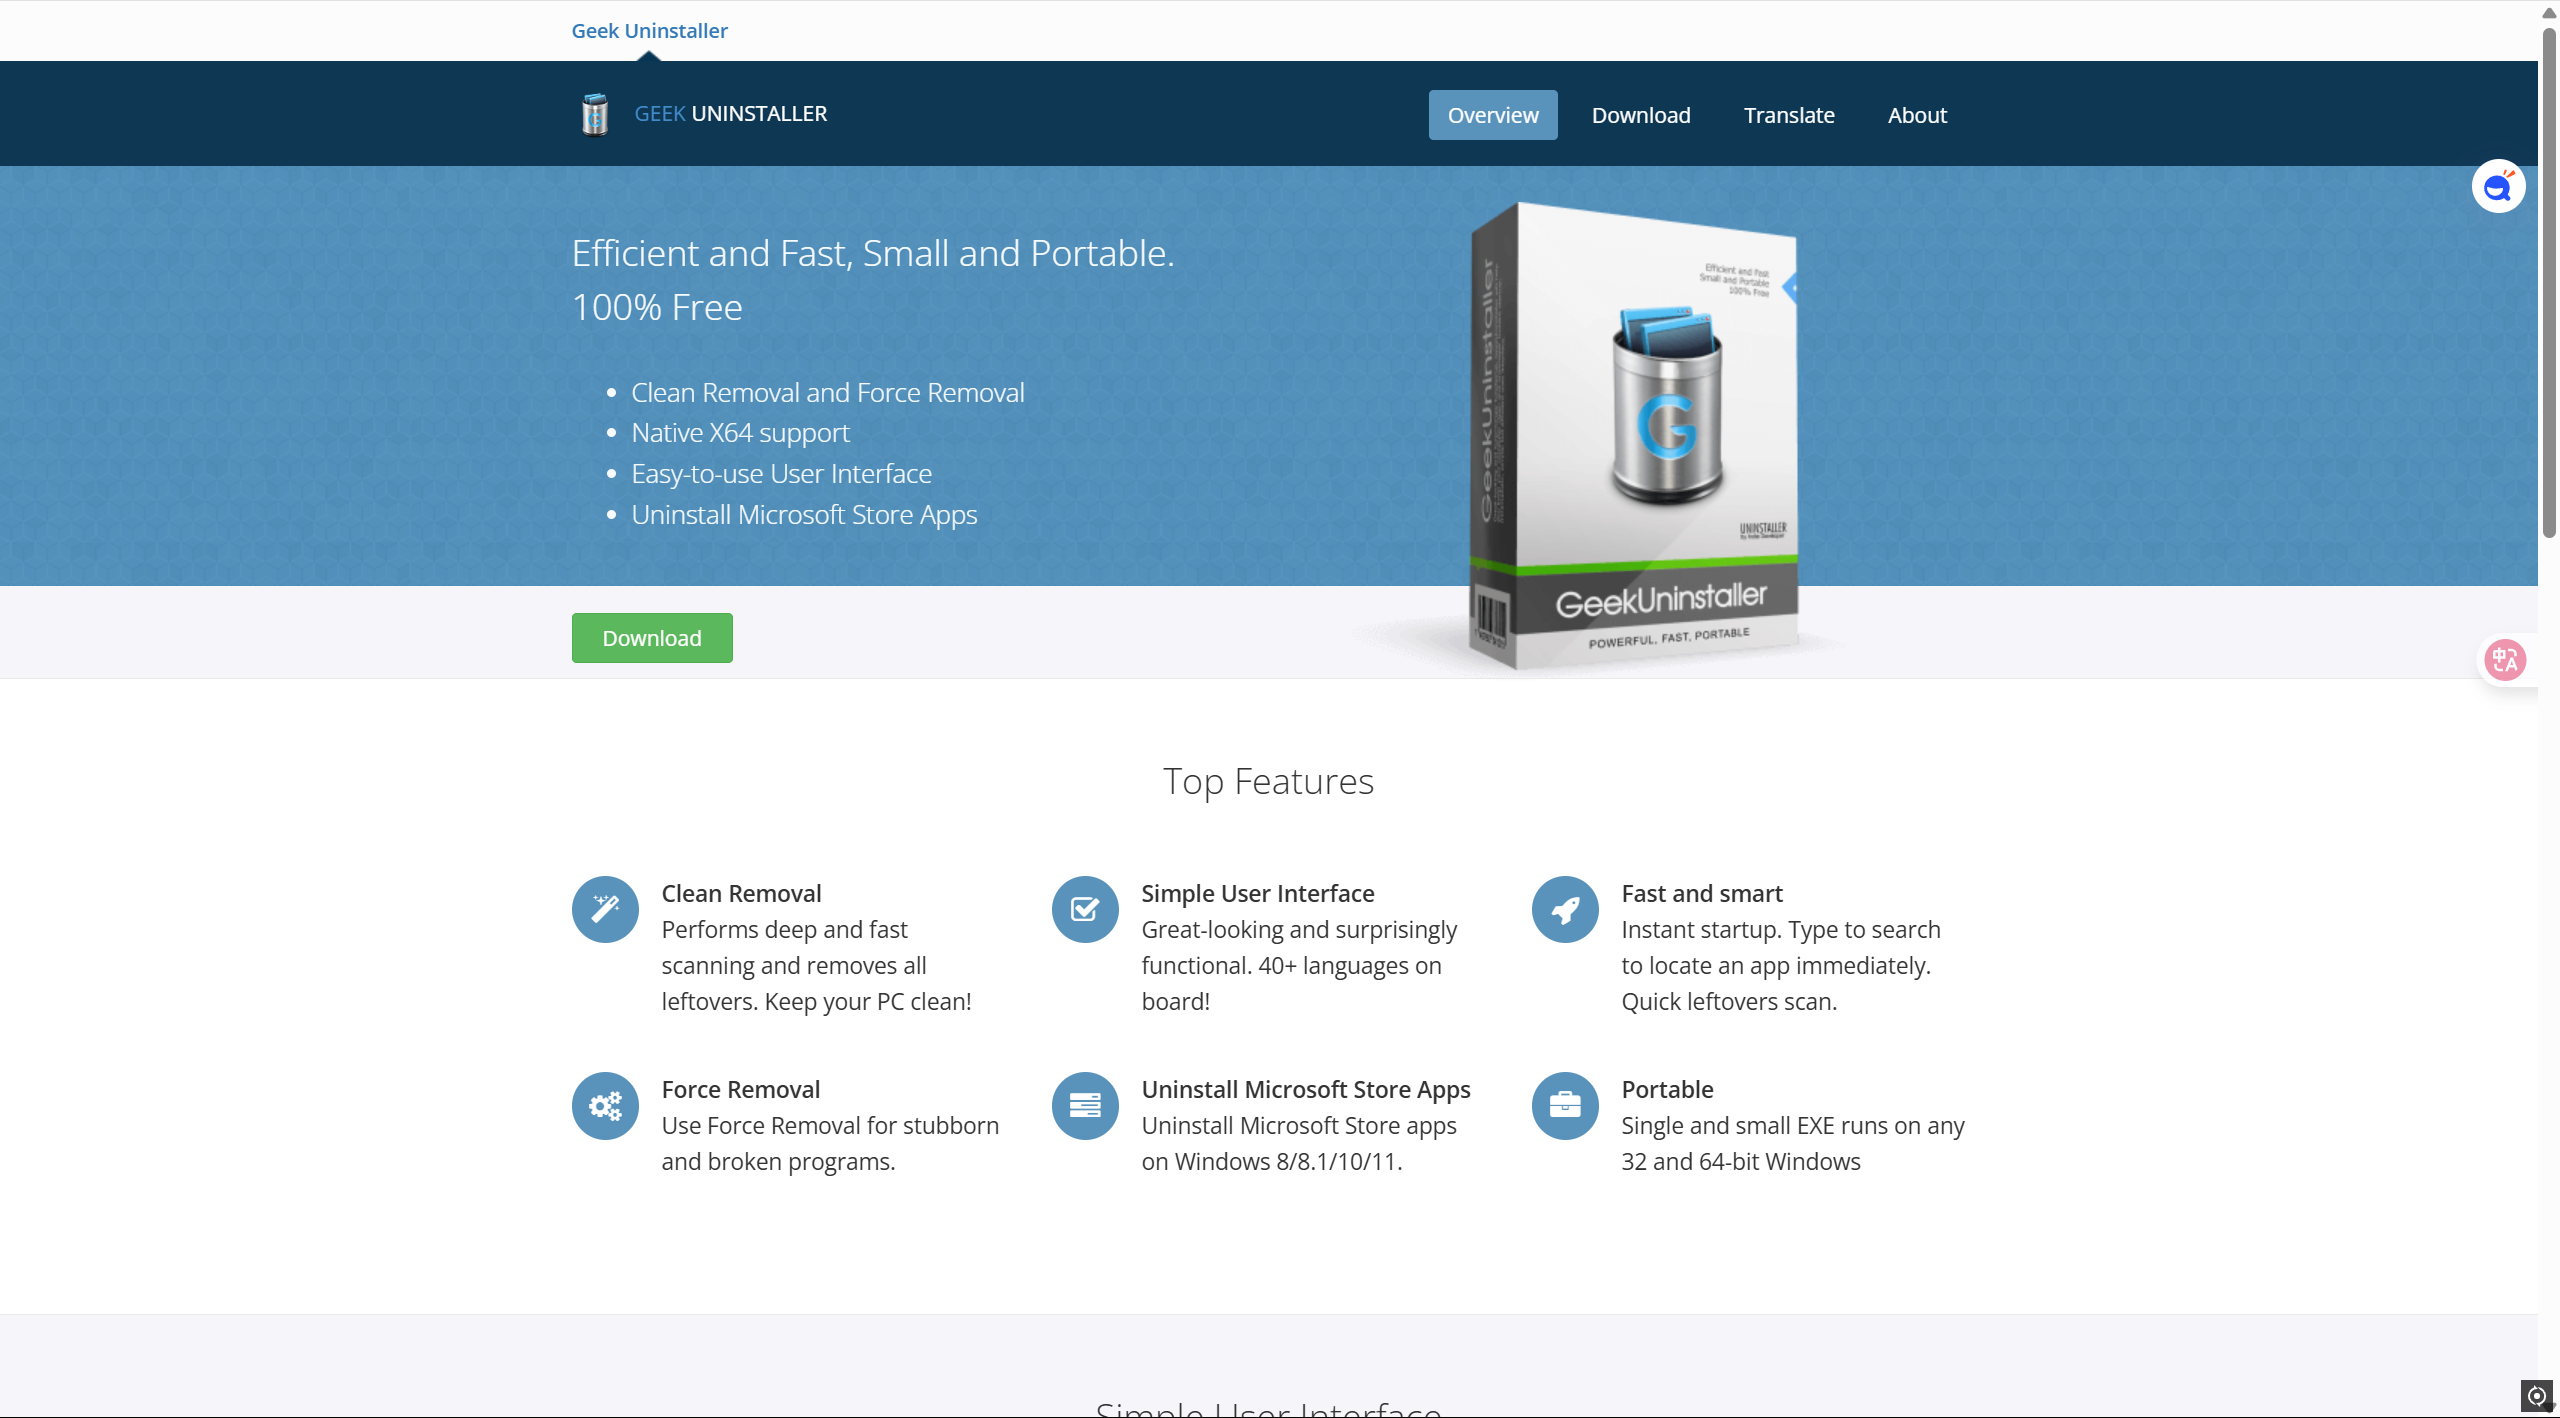 Geek Uninstaller
GEEK UNINSTALLER
Overview
Download
Translate
About
Efficient and Fast, Small and Portable.
100% Free
Clean Removal and Force Removal
Native X64 support
Easy-to-use User Interface
Uninstall Microsoft Store Apps
Efficient and Fast
Small and Portable
100% Free
G
GeekUninstaller
UNINSTALLER
GeekUninstaller
POWERFUL, FAST, PORTABLE
Download
中
A
Top Features
Clean Removal
Performs deep and fast
scanning and removes all
leftovers. Keep your PC clean!
Simple User Interface
Great-looking and surprisingly
functional. 40+ languages on
board!
Fast and smart
Instant startup. Type to search
to locate an app immediately.
Quick leftovers scan.
Force Removal
Use Force Removal for stubborn
and broken programs.
Uninstall Microsoft Store Apps
Uninstall Microsoft Store apps
on Windows 8/8.1/10/11.
Portable
Single and small EXE runs on any
32 and 64-bit Windows
Simple User Interface